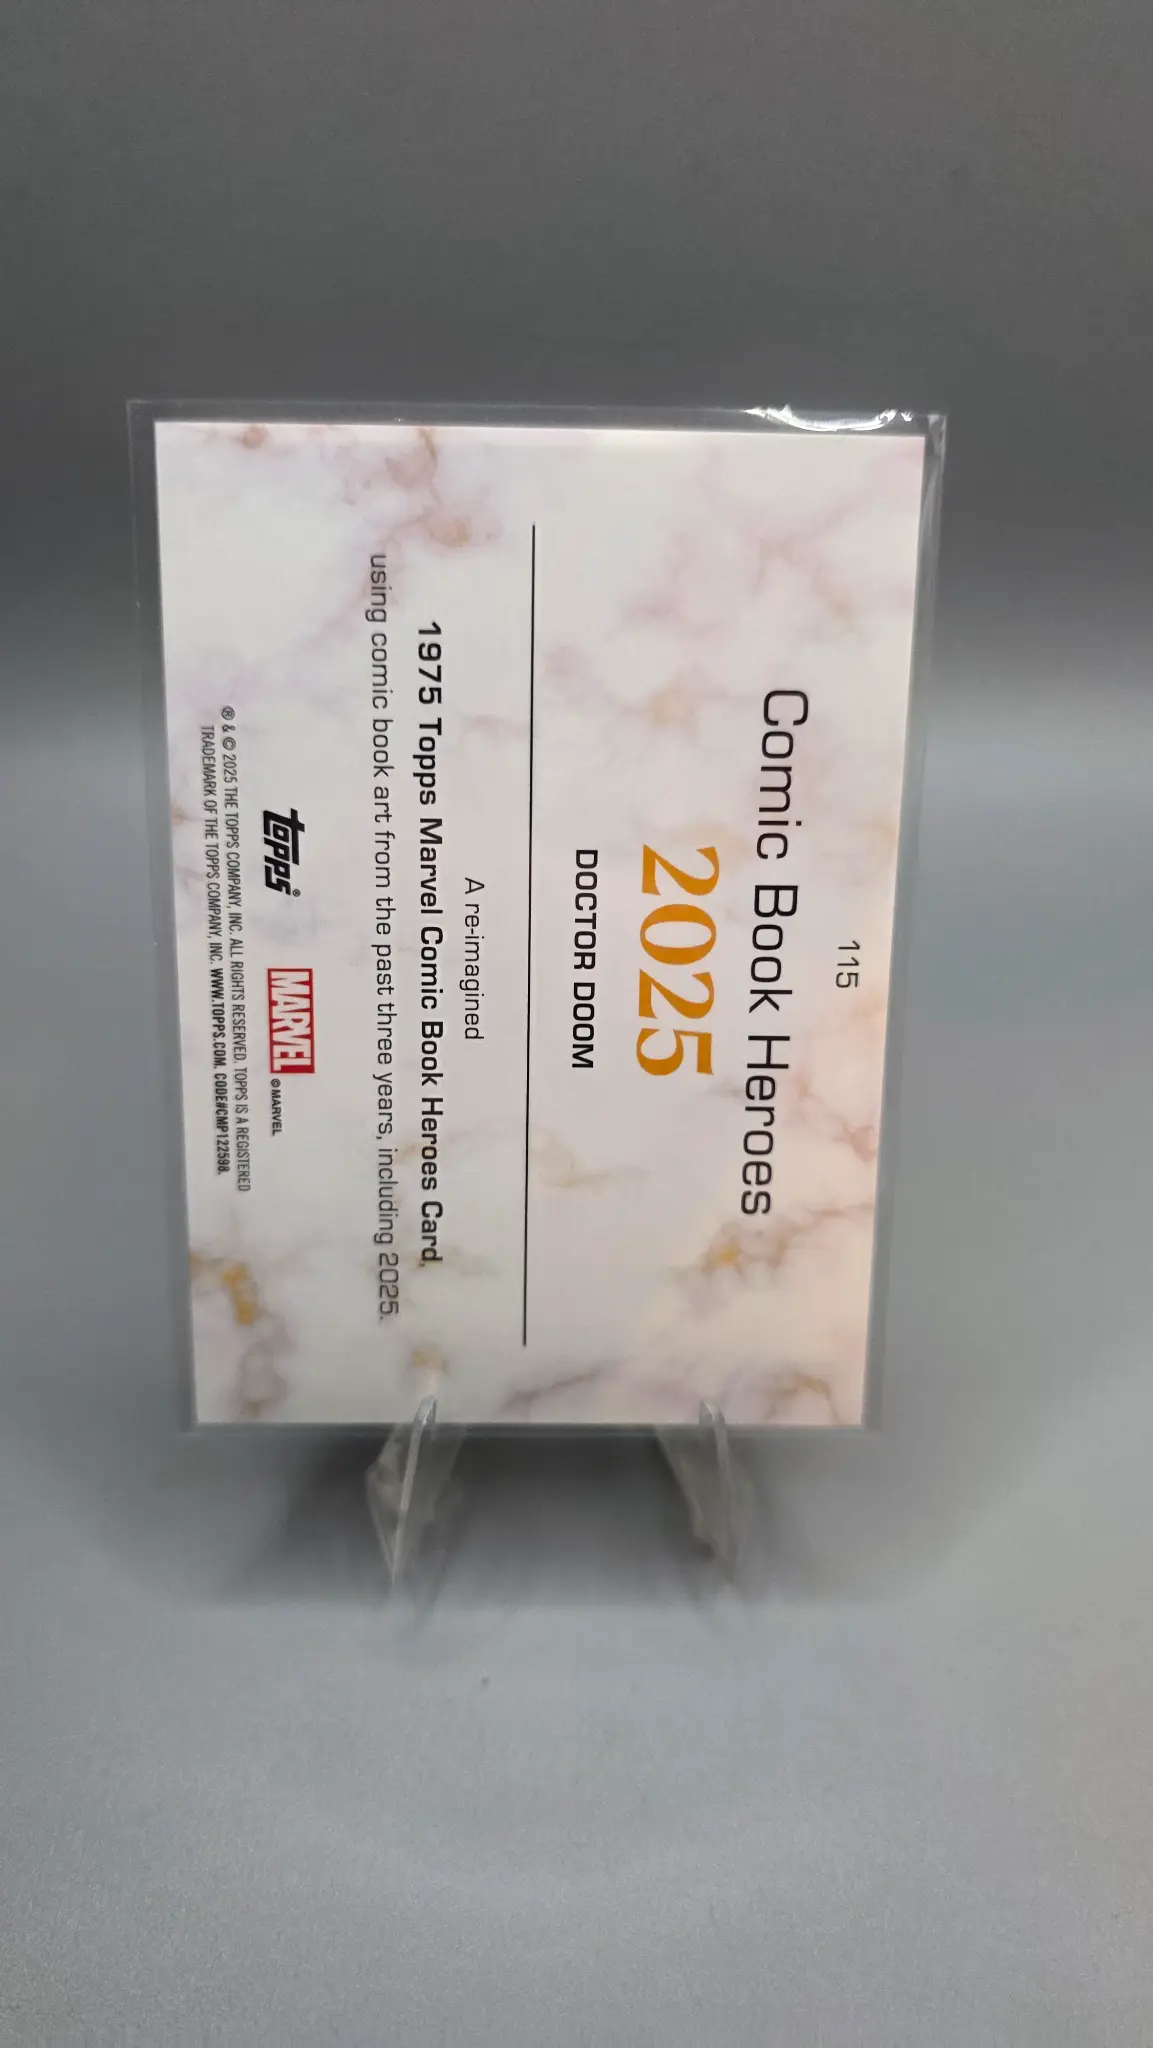 115
Comic Book Heroes
2025
DOCTOR DOOM
A re-imagined
1975 Topps Marvel Comic Book Heroes Card,
using comic book art from the past three years, including 2025.
topps®
MARVEL
©MARVEL
® & © 2025 THE TOPPS COMPANY, INC. ALL RIGHTS RESERVED. TOPPS IS A REGISTERED
TRADEMARK OF THE TOPPS COMPANY, INC. WWW.TOPPS.COM. CODE#CMP122598.